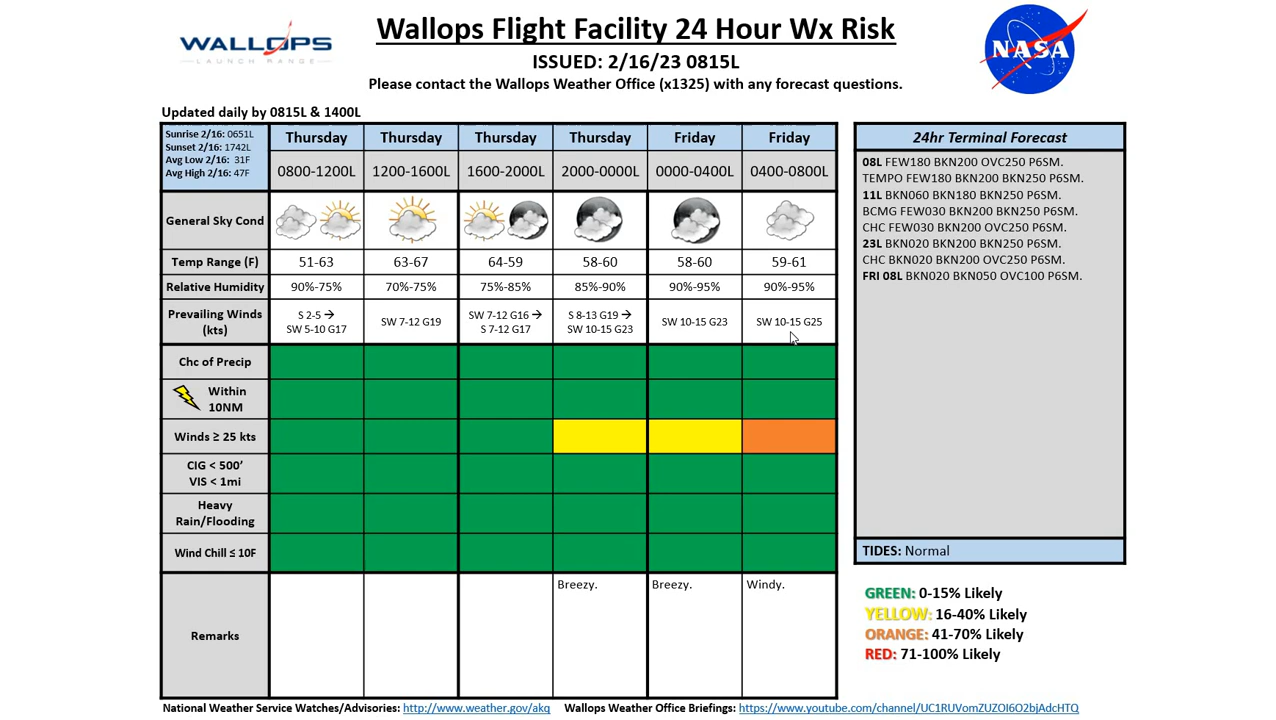 WALLOPS
LAUNCH RANGE
Wallops Flight Facility 24 Hour Wx Risk
ISSUED: 2/16/23 0815L
Please contact the Wallops Weather Office (x1325) with any forecast questions.
NASA
Updated daily by 0815L & 1400L
Sunrise 2/16: 0651L
Sunset 2/16: 1742L
Avg Low 2/16: 31F
Avg High 2/16: 47F
Thursday Thursday Thursday Thursday Friday Friday
0800-1200L 1200-1600L 1600-2000L 2000-0000L 0000-0400L 0400-0800L
General Sky Cond
Temp Range (F) 51-63 63-67 64-59 58-60 58-60 59-61
Relative Humidity 90%-75% 70%-75% 75%-85% 85%-90% 90%-95% 90%-95%
Prevailing Winds (kts) S 2-5 → SW 5-10 G17 SW 7-12 G19 SW 7-12 G16 → S 7-12 G17 S 8-13 G19 → SW 10-15 G23 SW 10-15 G23 SW 10-15 G25
Chc of Precip
Within
10NM
Winds ≥ 25 kts
CIG < 500’
VIS < 1mi
Heavy
Rain/Flooding
Wind Chill ≤ 10F
Remarks Breezy. Breezy. Windy.
24hr Terminal Forecast
08L FEW180 BKN200 OVC250 P6SM.
TEMPO FEW180 BKN200 BKN250 P6SM.
11L BKN060 BKN180 BKN250 P6SM.
BCMG FEW030 BKN200 BKN250 P6SM.
CHC FEW030 BKN200 OVC250 P6SM.
23L BKN020 BKN200 BKN250 P6SM.
CHC BKN020 BKN200 OVC250 P6SM.
FRI 08L BKN020 BKN050 OVC100 P6SM.
TIDES: Normal
GREEN: 0-15% Likely
YELLOW: 16-40% Likely
ORANGE: 41-70% Likely
RED: 71-100% Likely
National Weather Service Watches/Advisories: http://www.weather.gov/akq Wallops Weather Office Briefings: https://www.youtube.com/channel/UC1RUVomZUZOI6O2bjAdcHTQ